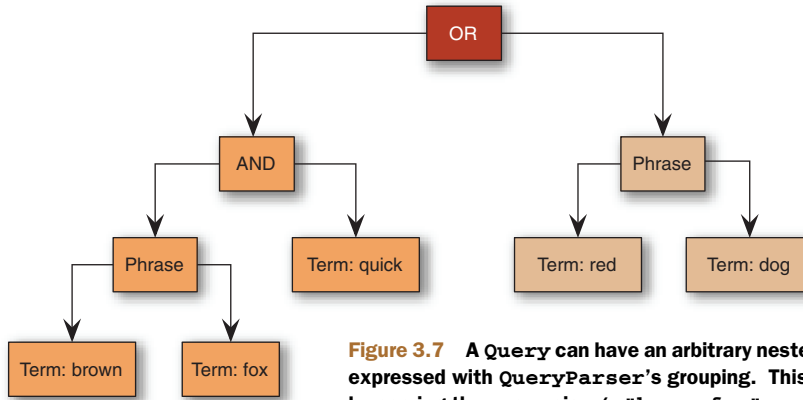 OR
AND
Phrase
Phrase
Term: quick
Term: red
Term: dog
Term: brown
Term: fox
Figure 3.7 A Query can have an arbitrary neste
expressed with QueryParser's grouping. This